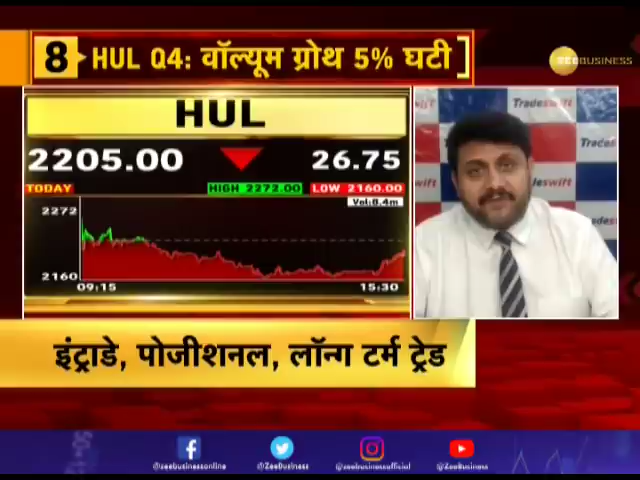 8 HUL Q4: वॉल्यूम ग्रोथ 5% घटी
ZEEBUSINESS
HUL
2205.00 26.75
TODAY HIGH 2272.00 LOW 2160.00
Vol:8.4m
2272
2160
09:15 15:30
Tradeswift
इंट्राडे, पोजीशनल, लॉन्ग टर्म ट्रेड
@zeebusinessonline @ZeeBusiness @zeebusinessofficial @ZeeBusiness